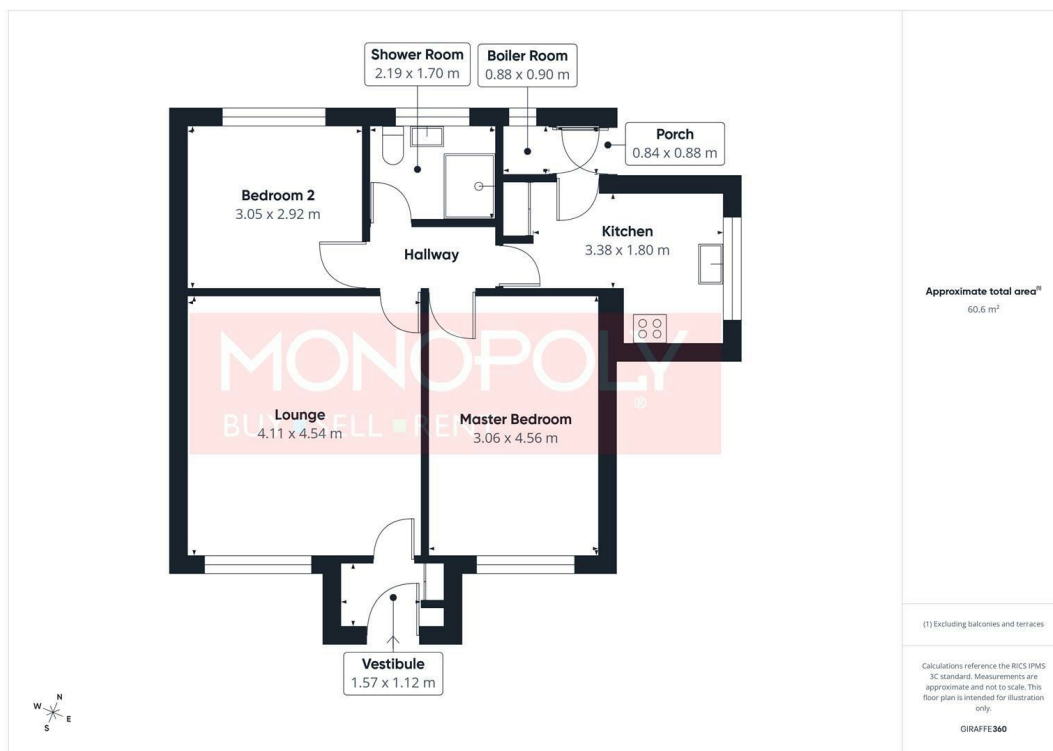 Shower Room
2.19 x 1.70 m
Boiler Room
0.88 x 0.90 m
Porch
0.84 x 0.88 m
Bedroom 2
3.05 x 2.92 m
Kitchen
3.38 x 1.80 m
Hallway
MONOPOLY
BUY ▪ SELL ▪ RENT
®
Lounge
4.11 x 4.54 m
Master Bedroom
3.06 x 4.56 m
Vestibule
1.57 x 1.12 m
N
W
E
S
Approximate total area(1)
60.6 m²
(1) Excluding balconies and terraces
Calculations reference the RICS IPMS
3C standard. Measurements are
approximate and not to scale. This
floor plan is intended for illustration
only.
GIRAFFE360